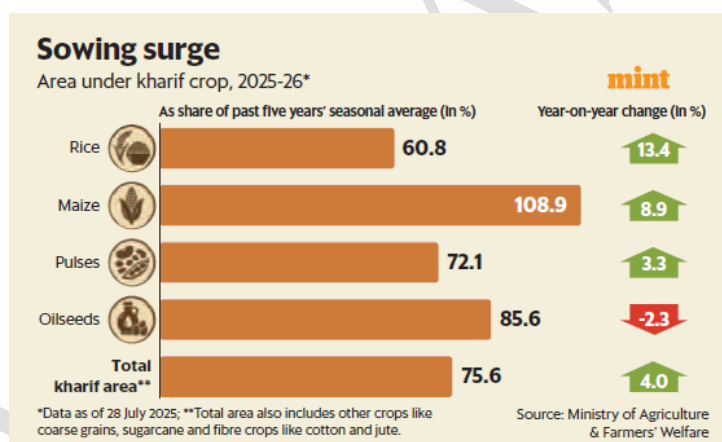 Sowing surge
Area under kharif crop, 2025-26*
mint
As share of past five years' seasonal average (In %)
Year-on-year change (In %)
Rice
60.8
13.4
Maize
108.9
8.9
Pulses
72.1
3.3
Oilseeds
85.6
-2.3
Total
kharif area**
75.6
4.0
*Data as of 28 July 2025; **Total area also includes other crops like
coarse grains, sugarcane and fibre crops like cotton and jute.
Source: Ministry of Agriculture
& Farmers' Welfare